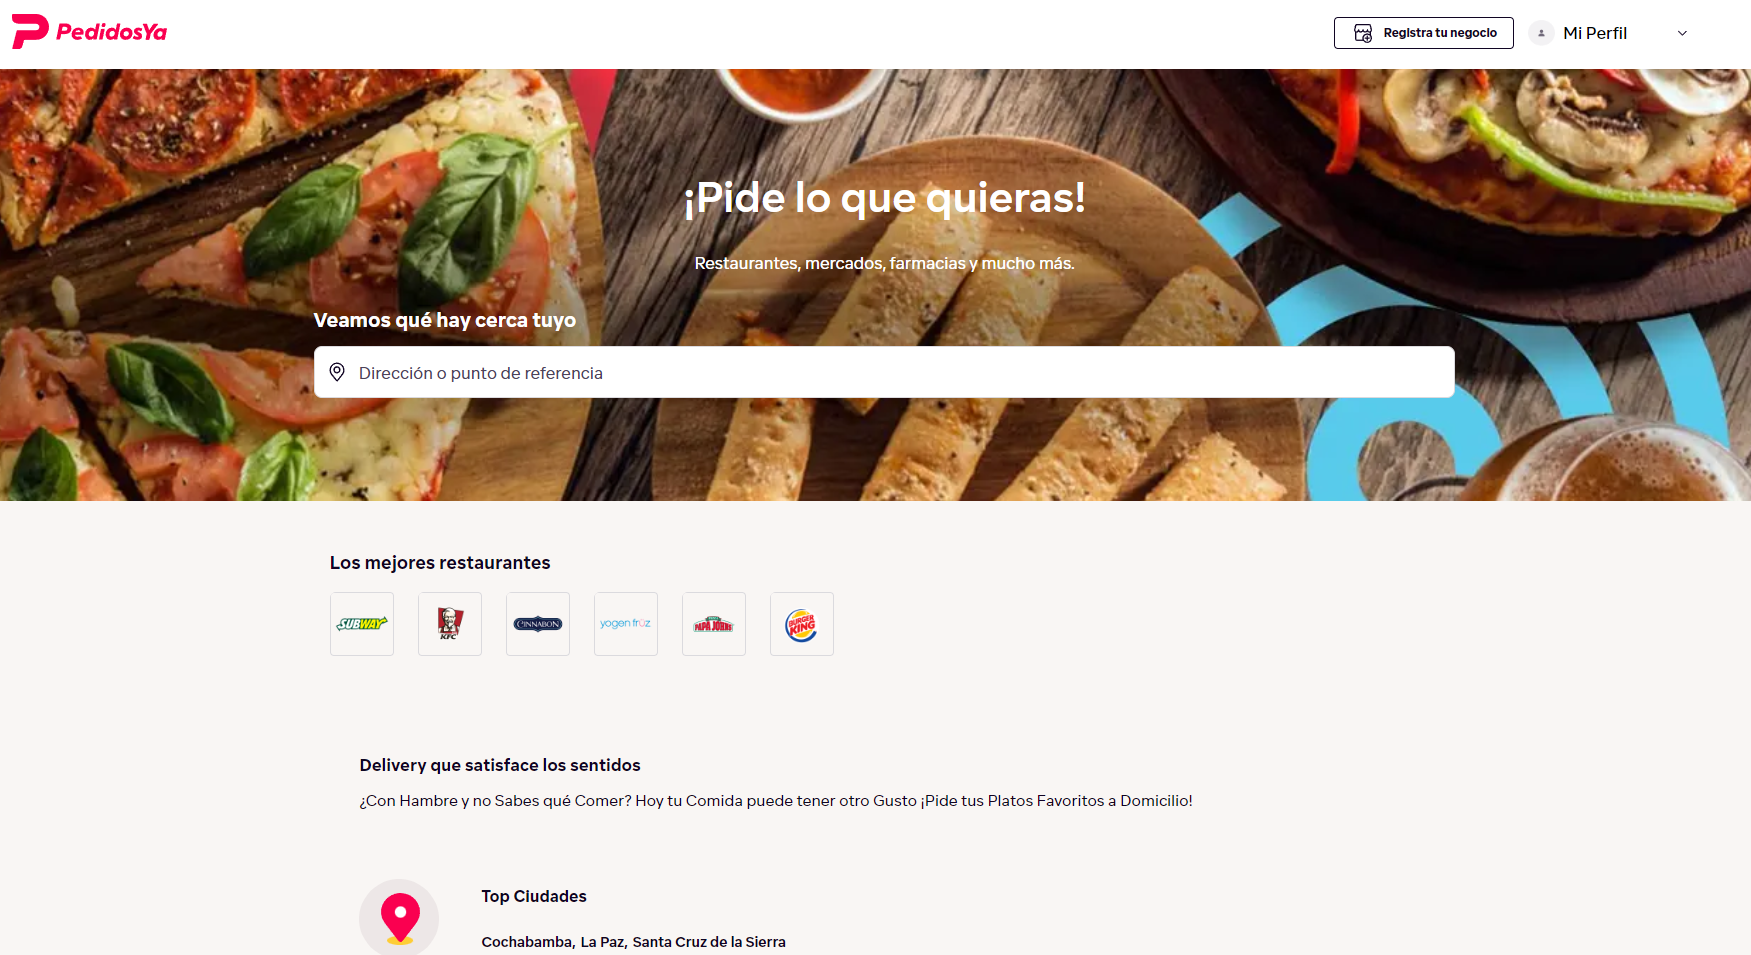 PedidosYa
Registra tu negocio
Mi Perfil
¡Pide lo que quieras!
Restaurantes, mercados, farmacias y mucho más.
Veamos qué hay cerca tuyo
Dirección o punto de referencia
Los mejores restaurantes
SUBWAY
KFC
CINNABON
yogen früz
PAPA JOHNS
BURGER KING
Delivery que satisface los sentidos
¿Con Hambre y no Sabes qué Comer? Hoy tu Comida puede tener otro Gusto ¡Pide tus Platos Favoritos a Domicilio!
Top Ciudades
Cochabamba, La Paz, Santa Cruz de la Sierra